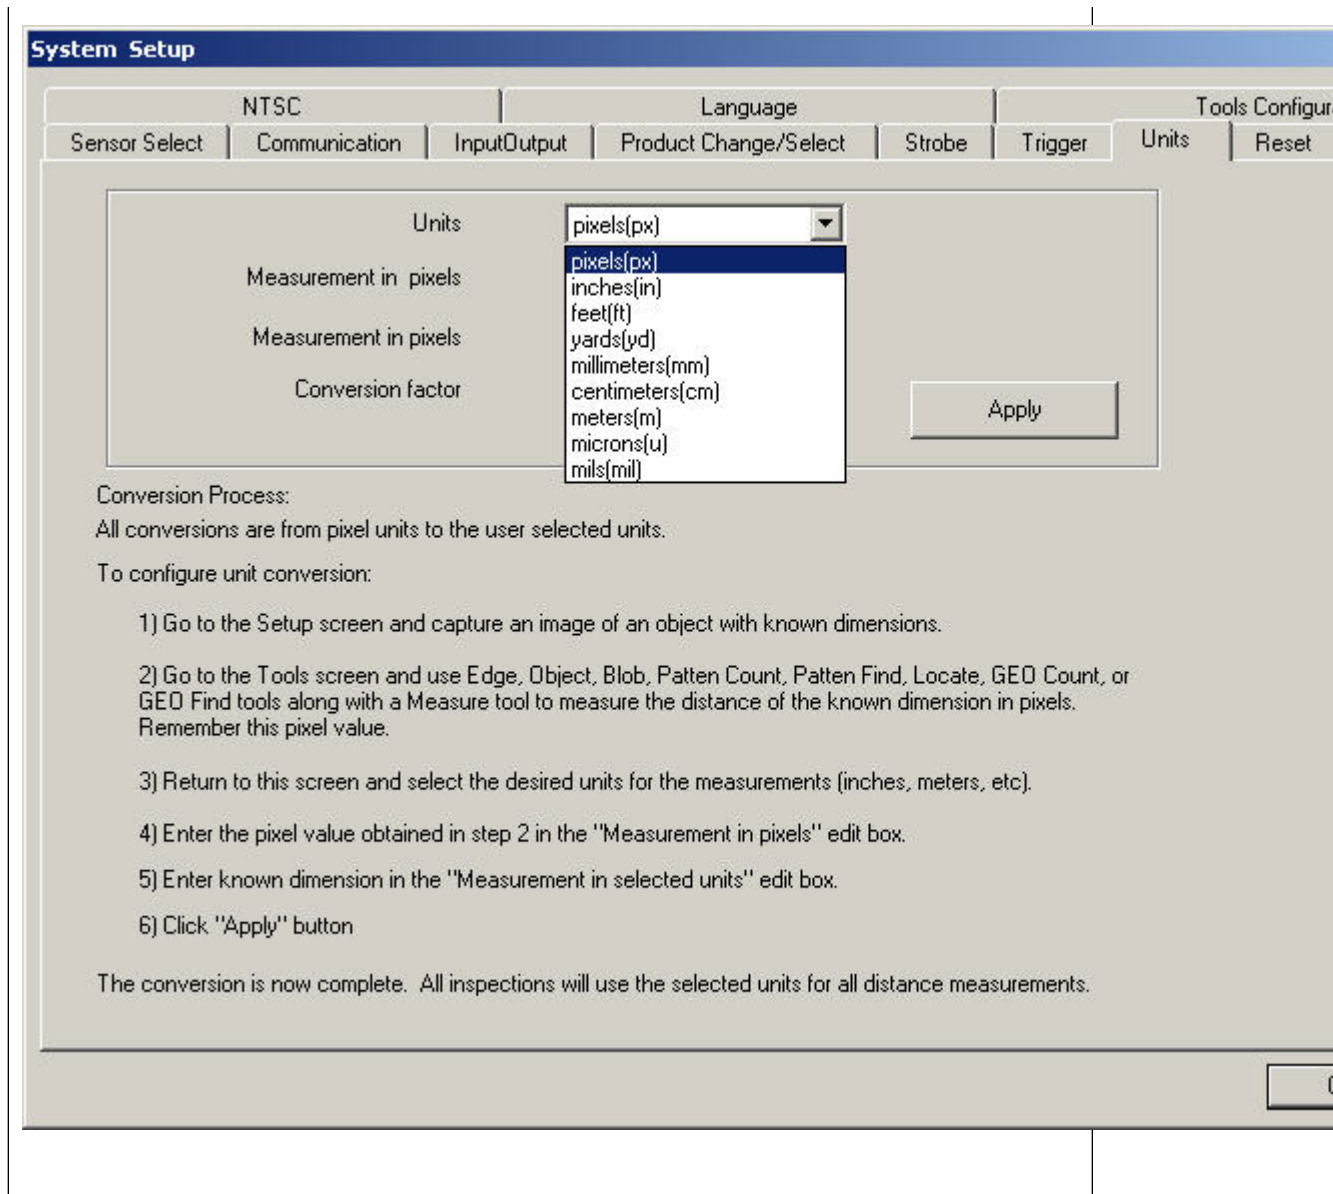 System Setup
NTSC Language Tools
Sensor Select Communication InputOutput Product Change/Select Strobe Trigger Units Reset
Units pixels(px)
pixels(px)
Measurement in pixels
inches(in)
feet(ft)
Measurement in pixels
yards(yd)
millimeters(mm)
Conversion factor
centimeters(cm)
Apply
meters(m)
microns(u)
mils(mil)
Conversion Process:
All conversions are from pixel units to the user selected units.
To configure unit conversion:
1) Go to the Setup screen and capture an image of an object with known dimensions.
2) Go to the Tools screen and use Edge, Object, Blob, Patten Count, Patten Find, Locate, GEO Count, or
GEO Find tools along with a Measure tool to measure the distance of the known dimension in pixels.
Remember this pixel value.
3) Return to this screen and select the desired units for the measurements (inches, meters, etc).
4) Enter the pixel value obtained in step 2 in the "Measurement in pixels" edit box.
5) Enter known dimension in the "Measurement in selected units" edit box.
6) Click "Apply" button
The conversion is now complete. All inspections will use the selected units for all distance measurements.